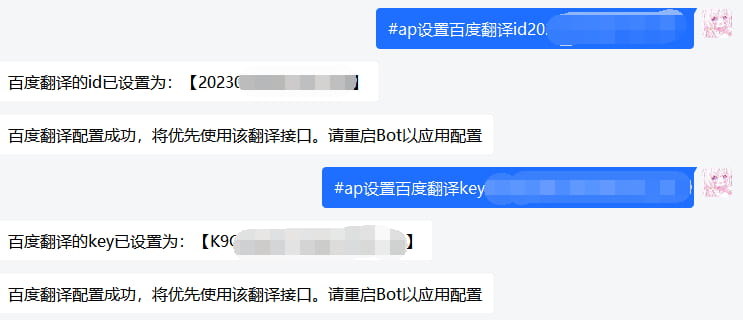 #ap设置百度翻译id202
百度翻译的id已设置为：【20230】
百度翻译配置成功，将优先使用该翻译接口。请重启Bot以应用配置
#ap设置百度翻译key
百度翻译的key已设置为：【K9】
百度翻译配置成功，将优先使用该翻译接口。请重启Bot以应用配置